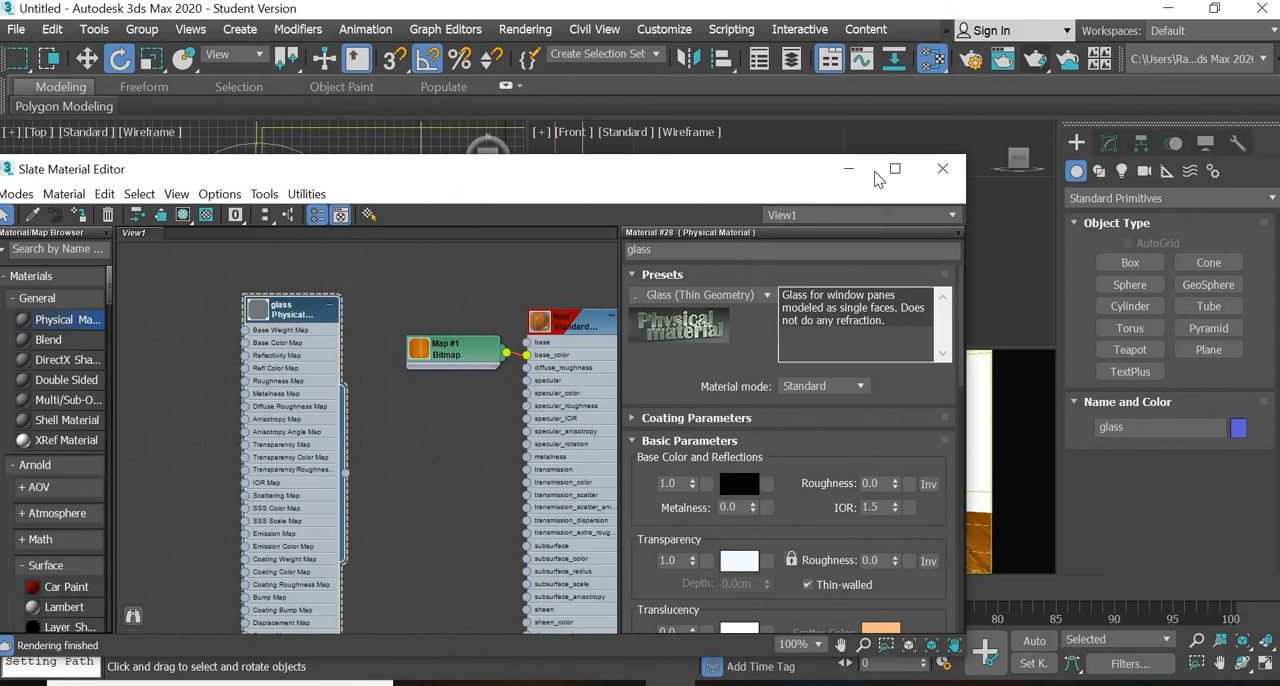 Untitled - Autodesk 3ds Max 2020 - Student Version
File Edit Tools Group Views Create Modifiers Animation Graph Editors Rendering Civil View Customize Scripting Interactive Content Sign In Workspaces: Default
View Create Selection Set C:\Users\Ra...ds Max 202(
Modeling Freeform Selection Object Paint Populate
Polygon Modeling
[+] [Top ] [Standard ] [Wireframe ] [+] [Front ] [Standard ] [Wireframe ]
Slate Material Editor
Modes Material Edit Select View Options Tools Utilities
View1
Material/Map Browser View1 Material #28 ( Physical Material )
Search by Name ... glass
Materials
General
Physical Ma...
Blend
DirectX Sha...
Double Sided
Multi/Sub-O...
Shell Material
XRef Material
Arnold
+ AOV
+ Atmosphere
+ Math
Surface
Car Paint
Lambert
Layer Sh...
glass
Physical...
Base Weight Map
Base Color Map
Reflectivity Map
Refl Color Map
Roughness Map
Metalness Map
Diffuse Roughness Map
Anisotropy Map
Anisotropy Angle Map
Transparency Map
Transparency Color Map
Transparency Roughnes...
IOR Map
Scattering Map
SSS Color Map
SSS Scale Map
Emission Map
Emission Color Map
Coating Weight Map
Coating Color Map
Coating Roughness Map
Bump Map
Coating Bump Map
Displacement Map
Map #1
Bitmap
floor
Standard...
base
base_color
diffuse_roughness
specular
specular_color
specular_roughness
specular_IOR
specular_anisotropy
specular_rotation
metalness
transmission
transmission_color
transmission_scatter
transmission_scatter_ani...
transmission_dispersion
transmission_extra_roug...
subsurface
subsurface_color
subsurface_radius
subsurface_scale
subsurface_anisotropy
sheen
sheen_color
Presets
. Glass (Thin Geometry)
Glass for window panes
modeled as single faces. Does
not do any refraction.
Physical
material
Material mode: Standard
Coating Parameters
Basic Parameters
Base Color and Reflections
1.0 Roughness: 0.0 Inv
Metalness: 0.0 IOR: 1.5
Transparency
1.0 Roughness: 0.0 Inv
Depth: 0.0cm Thin-walled
Translucency
0.0 Scatter Color:
Standard Primitives
Object Type
AutoGrid
Box Cone
Sphere GeoSphere
Cylinder Tube
Torus Pyramid
Teapot Plane
TextPlus
Name and Color
glass
80 85 90 95 100
Rendering finished 100% Auto Selected
Setting Path Click and drag to select and rotate objects Add Time Tag 0 Set K. Filters...